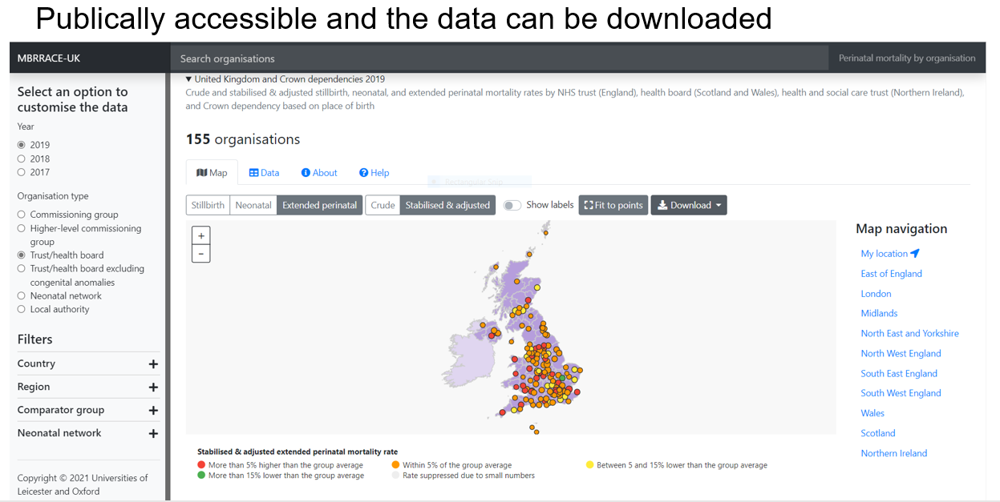 Publically accessible and the data can be downloaded
MBRRACE-UK
Search organisations
Perinatal mortality by organisation
Select an option to
customise the data
Year
2019
2018
2017
Organisation type
Commissioning group
Higher-level commissioning
group
Trust/health board
Trust/health board excluding
congenital anomalies
Neonatal network
Local authority
Filters
Country
Region
Comparator group
Neonatal network
Copyright © 2021 Universities of
Leicester and Oxford
▼ United Kingdom and Crown dependencies 2019
Crude and stabilised & adjusted stillbirth, neonatal, and extended perinatal mortality rates by NHS trust (England), health board (Scotland and Wales), health and social care trust (Northern Ireland),
and Crown dependency based on place of birth
155 organisations
Map Data About Help
Rectangular Snip
Stillbirth Neonatal Extended perinatal Crude Stabilised & adjusted Show labels Fit to points Download
+
−
Map navigation
My location
East of England
London
Midlands
North East and Yorkshire
North West England
South East England
South West England
Wales
Scotland
Northern Ireland
Stabilised & adjusted extended perinatal mortality rate
More than 5% higher than the group average Within 5% of the group average Between 5 and 15% lower than the group average
More than 15% lower than the group average Rate suppressed due to small numbers